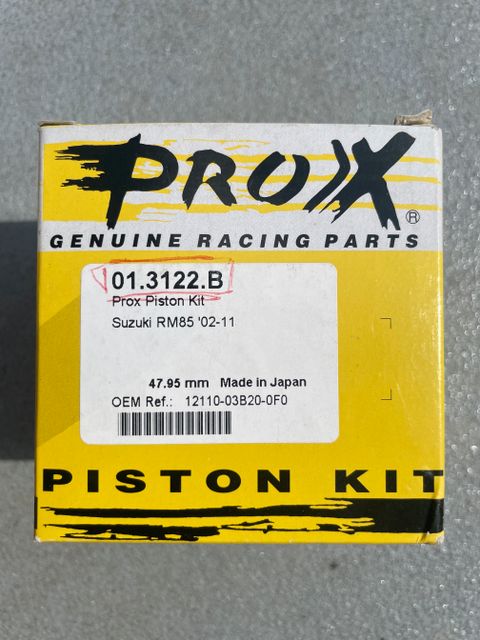 PROX®
GENUINE RACING PARTS
01.3122.B
Prox Piston Kit
Suzuki RM85 '02-11
47.95 mm Made in Japan
OEM Ref.: 12110-03B20-0F0
PISTON KIT